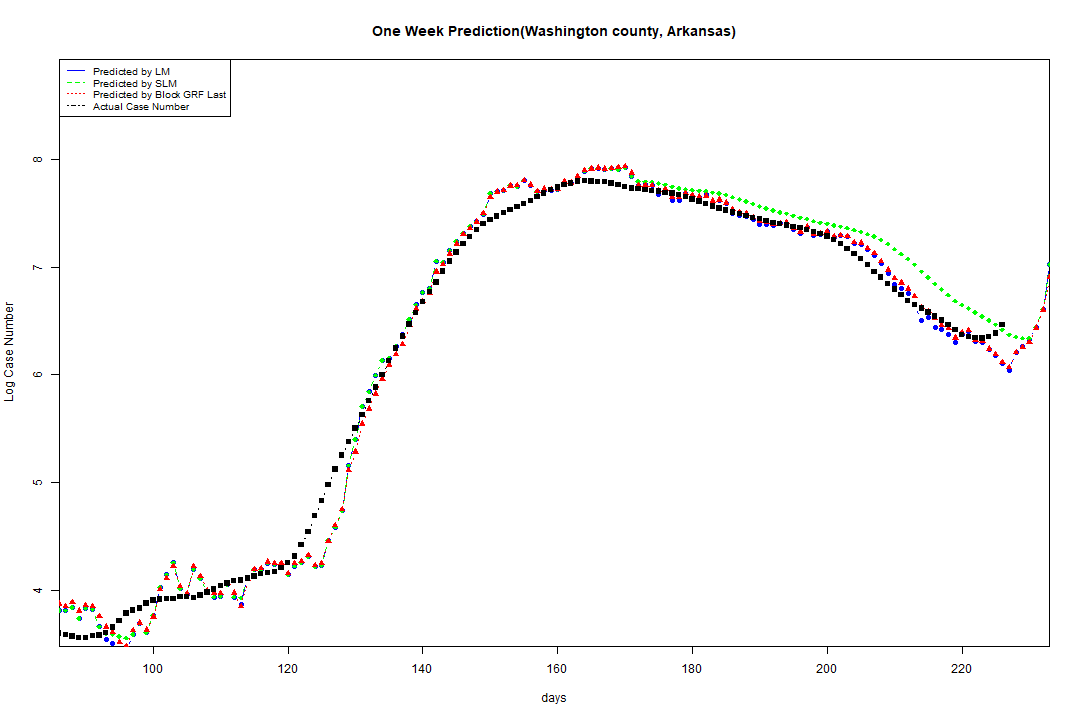 One Week Prediction(Washington county, Arkansas)
Predicted by LM
Predicted by SLM
Predicted by Block GRF Last
Actual Case Number
8
7
6
5
4
Log Case Number
100 120 140 160 180 200 220
days